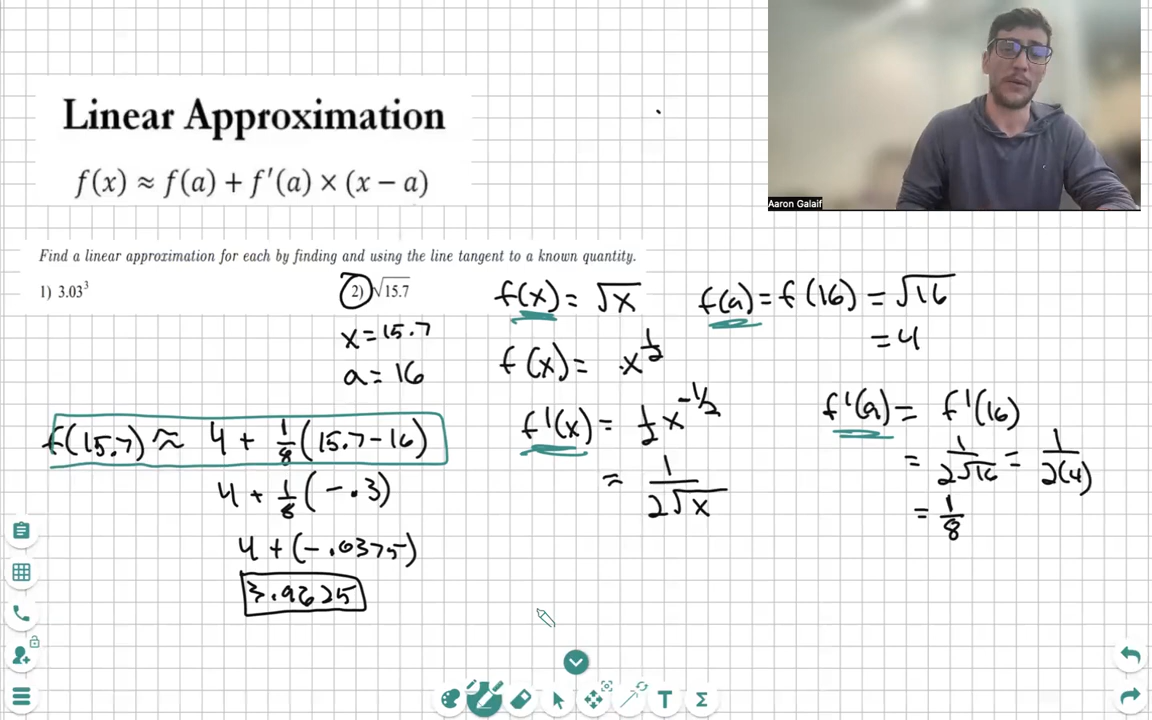 Linear Approximation
f(x) ≈ f(a) + f'(a) × (x − a)
Aaron Galaif
Find a linear approximation for each by finding and using the line tangent to a known quantity.
1) 3.03³
2) √15.7
x = 15.7
a = 16
f(15.7) ≈ 4 + 1/8 (15.7 - 16)
4 + 1/8 (-.3)
4 + (-.0375)
3.9625
f(x) = √x
f(x) = x^1/2
f'(x) = 1/2 x^-1/2
= 1/2√x
f(a) = f(16) = √16
= 4
f'(a) = f'(16)
= 1/2√16 = 1/2(4)
= 1/8
T
Σ